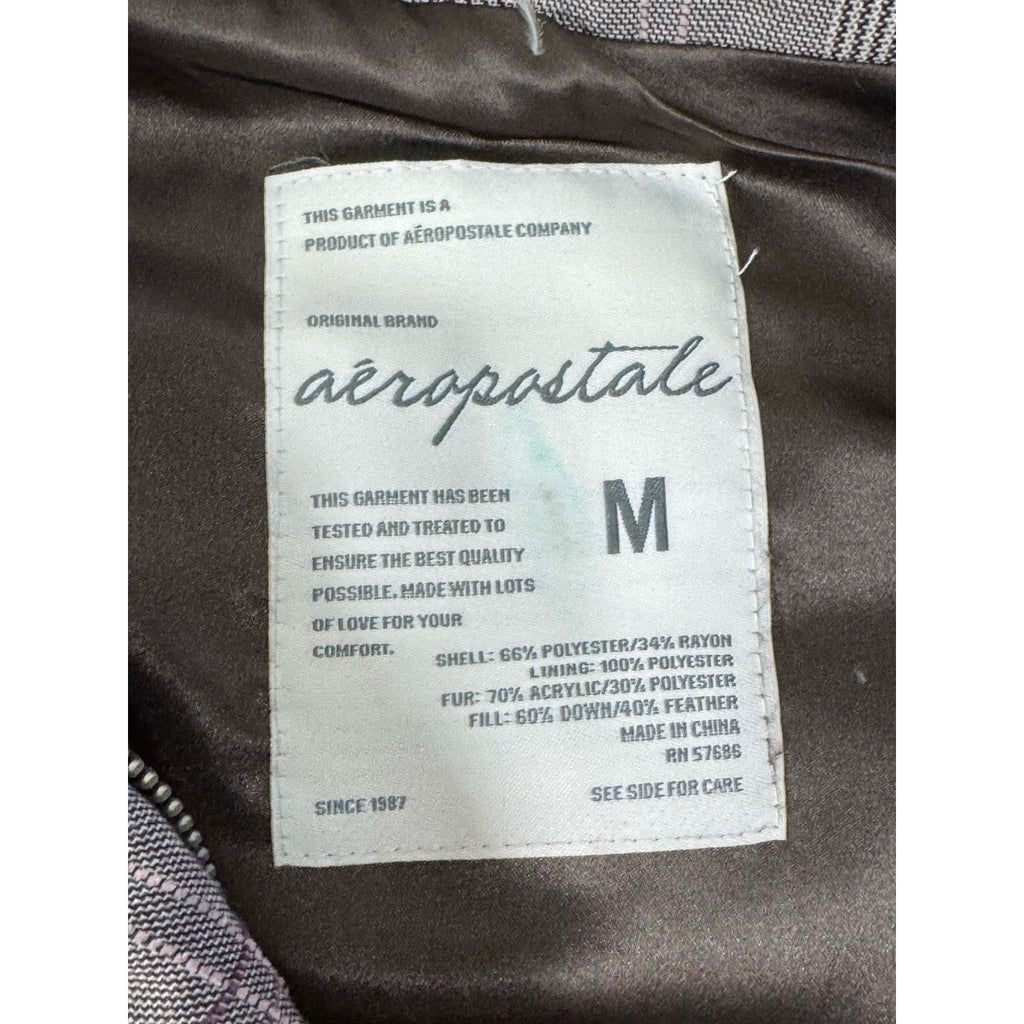 THIS GARMENT IS A
PRODUCT OF AÉROPOSTALE COMPANY
ORIGINAL BRAND
aéropostale
M
THIS GARMENT HAS BEEN
TESTED AND TREATED TO
ENSURE THE BEST QUALITY
POSSIBLE. MADE WITH LOTS
OF LOVE FOR YOUR
COMFORT.
SHELL: 66% POLYESTER/34% RAYON
LINING: 100% POLYESTER
FUR: 70% ACRYLIC/30% POLYESTER
FILL: 60% DOWN/40% FEATHER
MADE IN CHINA
RN 57686
SINCE 1987
SEE SIDE FOR CARE